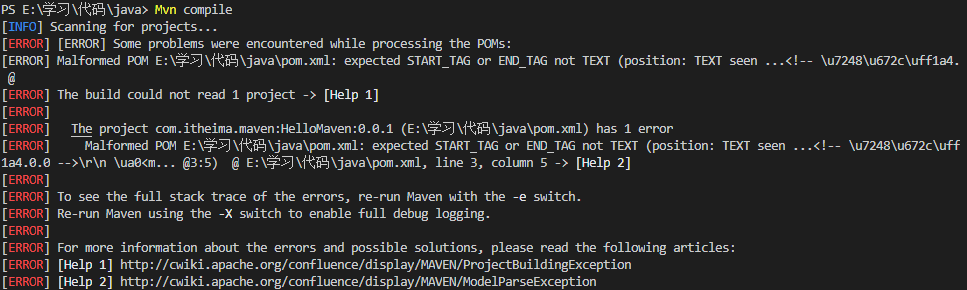 PS E:\学习\代码\java> Mvn compile
[INFO] Scanning for projects...
[ERROR] [ERROR] Some problems were encountered while processing the POMs:
[ERROR] Malformed POM E:\学习\代码\java\pom.xml: expected START_TAG or END_TAG not TEXT (position: TEXT seen ...<!-- \u7248\u672c\uff1a4.
@
[ERROR] The build could not read 1 project -> [Help 1]
[ERROR]
[ERROR]   The project com.itheima.maven:HelloMaven:0.0.1 (E:\学习\代码\java\pom.xml) has 1 error
[ERROR]     Malformed POM E:\学习\代码\java\pom.xml: expected START_TAG or END_TAG not TEXT (position: TEXT seen ...<!-- \u7248\u672c\uff
1a4.0.0 -->\r\n \ua0<m... @3:5)  @ E:\学习\代码\java\pom.xml, line 3, column 5 -> [Help 2]
[ERROR]
[ERROR] To see the full stack trace of the errors, re-run Maven with the -e switch.
[ERROR] Re-run Maven using the -X switch to enable full debug logging.
[ERROR]
[ERROR] For more information about the errors and possible solutions, please read the following articles:
[ERROR] [Help 1] http://cwiki.apache.org/confluence/display/MAVEN/ProjectBuildingException
[ERROR] [Help 2] http://cwiki.apache.org/confluence/display/MAVEN/ModelParseException